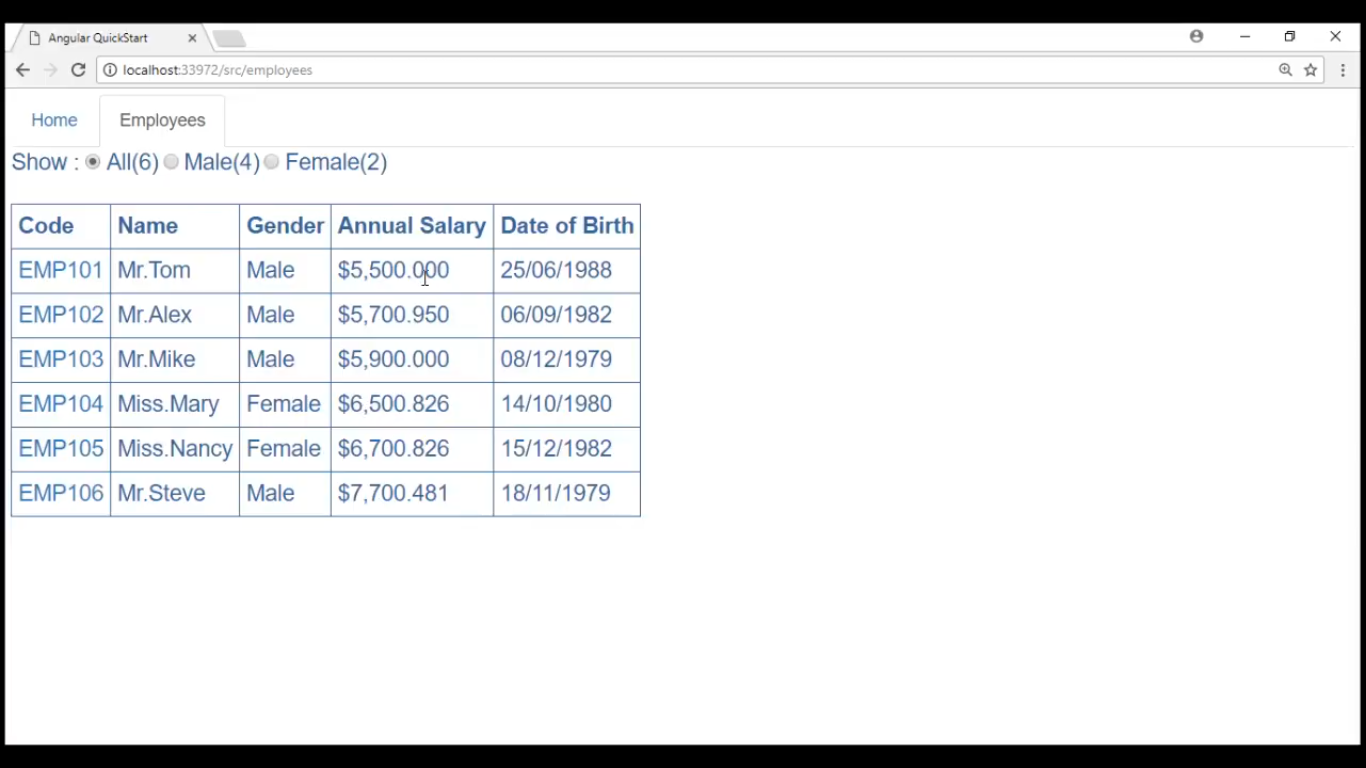 Angular QuickStart
localhost:33972/src/employees
Home Employees
Show : All(6) Male(4) Female(2)
Code Name Gender Annual Salary Date of Birth
EMP101 Mr.Tom Male $5,500.000 25/06/1988
EMP102 Mr.Alex Male $5,700.950 06/09/1982
EMP103 Mr.Mike Male $5,900.000 08/12/1979
EMP104 Miss.Mary Female $6,500.826 14/10/1980
EMP105 Miss.Nancy Female $6,700.826 15/12/1982
EMP106 Mr.Steve Male $7,700.481 18/11/1979